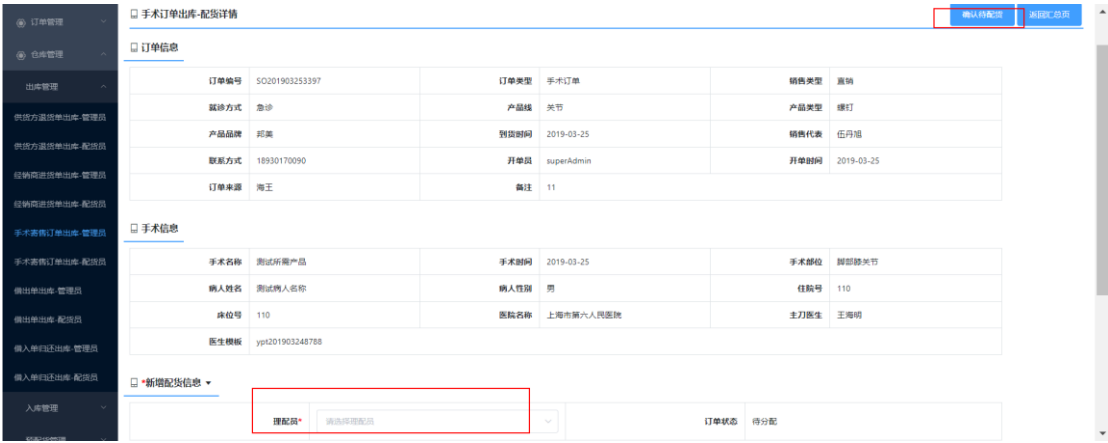 订单管理
仓库管理
出库管理
供货方退货单出库-管理员
供货方退货单出库-配货员
经销商进货单出库-管理员
经销商进货单出库-配货员
手术寄售订单出库-管理员
手术寄售订单出库-配货员
借出单出库-管理员
借出单出库-配货员
借入单归还出库-管理员
借入单归还出库-配货员
入库管理
预配货管理
手术订单出库-配货详情
确认待配货 返回汇总页
订单信息
订单编号 SO201903253397 订单类型 手术订单 销售类型 直销
就诊方式 急诊 产品线 关节 产品类型 螺钉
产品品牌 邦美 到货时间 2019-03-25 销售代表 伍丹旭
联系方式 18930170090 开单员 superAdmin 开单时间 2019-03-25
订单来源 海王 备注 11
手术信息
手术名称 测试所需产品 手术时间 2019-03-25 手术部位 脚部膝关节
病人姓名 测试病人名称 病人性别 男 住院号 110
床位号 110 医院名称 上海市第六人民医院 主刀医生 王海明
医生模板 ypt201903248788
*新增配货信息
理配员* 请选择理配员 订单状态 待分配